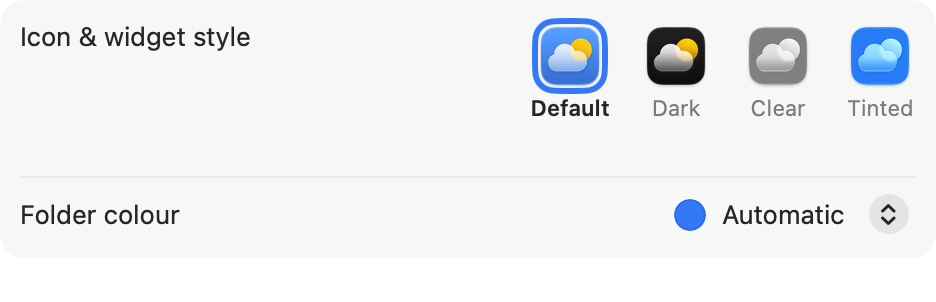 Icon & widget style
Default Dark Clear Tinted
Folder colour Automatic